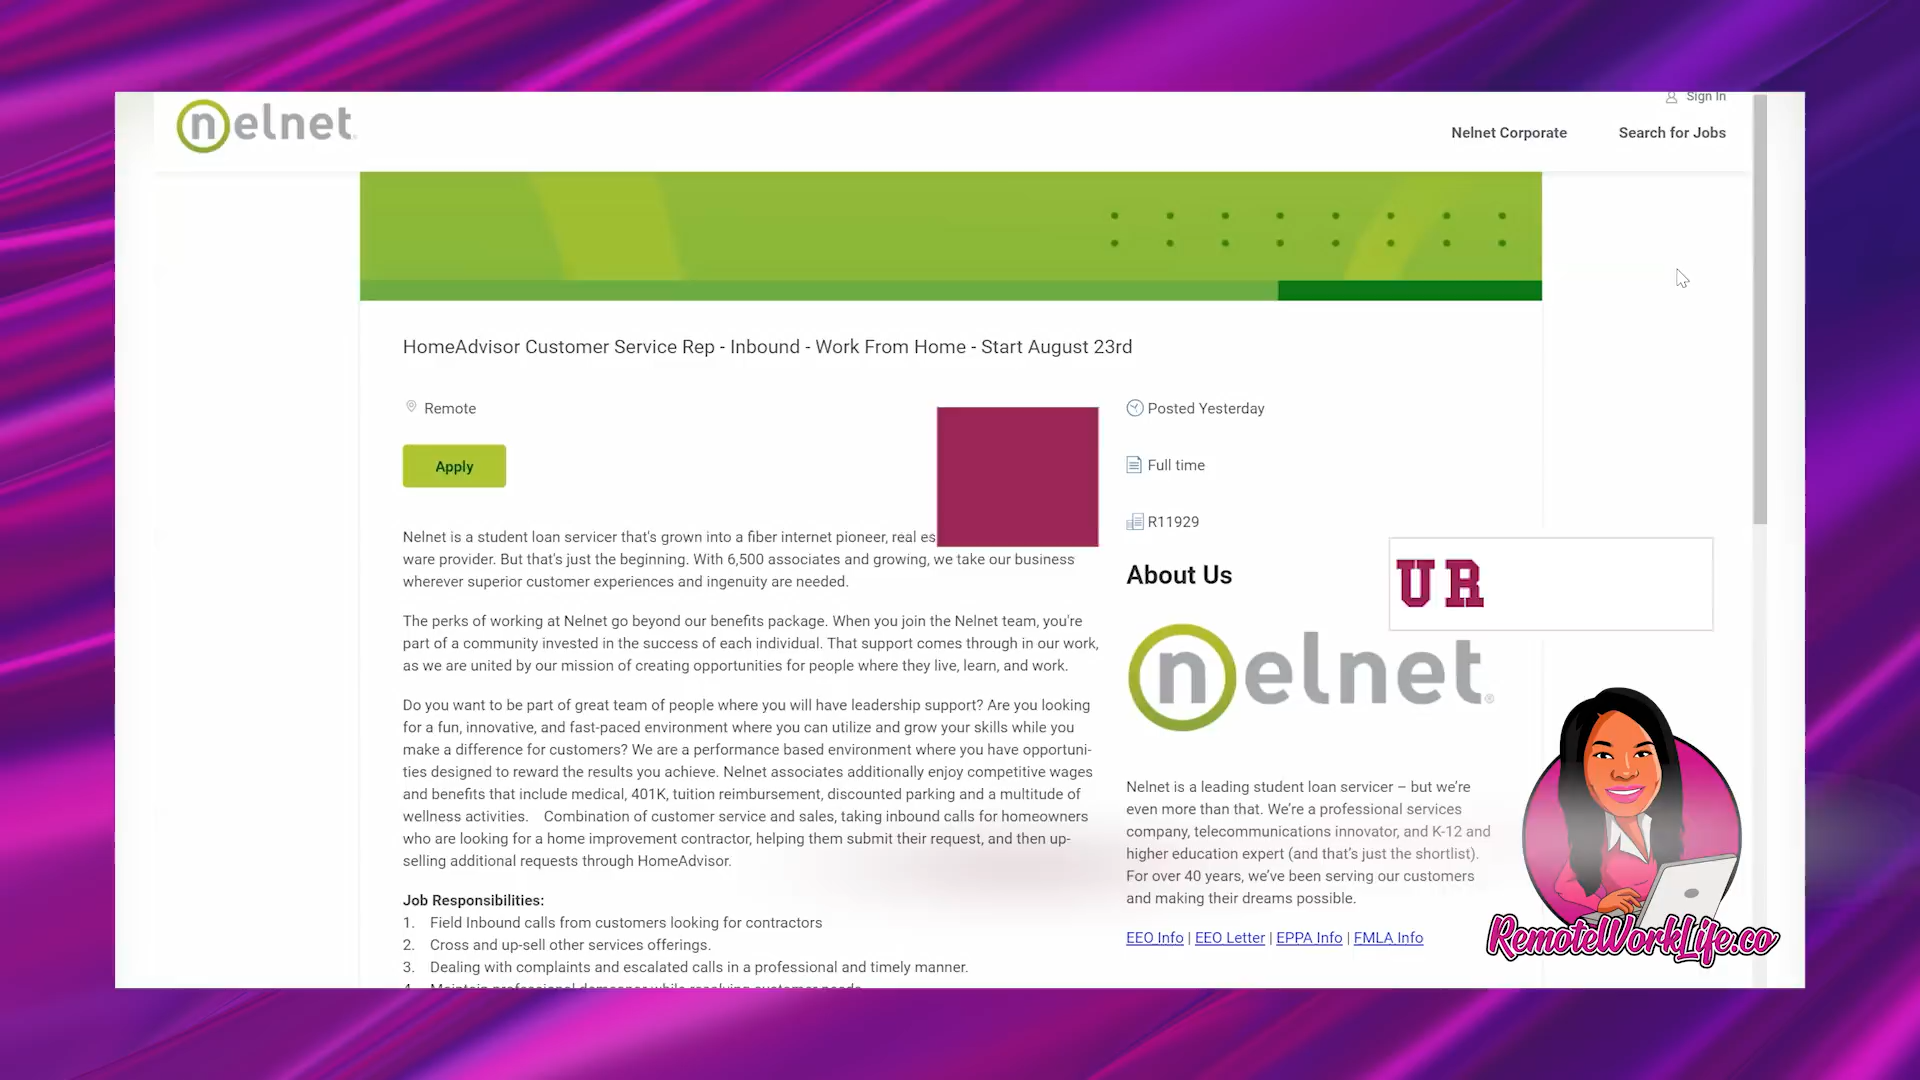 nelnet
Sign In
Nelnet Corporate
Search for Jobs
HomeAdvisor Customer Service Rep - Inbound - Work From Home - Start August 23rd
Remote
Apply
Posted Yesterday
Full time
R11929
Nelnet is a student loan servicer that's grown into a fiber internet pioneer, real
ware provider. But that's just the beginning. With 6,500 associates and growing, we take our business
wherever superior customer experiences and ingenuity are needed.
The perks of working at Nelnet go beyond our benefits package. When you join the Nelnet team, you're
part of a community invested in the success of each individual. That support comes through in our work,
as we are united by our mission of creating opportunities for people where they live, learn, and work.
Do you want to be part of great team of people where you will have leadership support? Are you looking
for a fun, innovative, and fast-paced environment where you can utilize and grow your skills while you
make a difference for customers? We are a performance based environment where you have opportuni-
ties designed to reward the results you achieve. Nelnet associates additionally enjoy competitive wages
and benefits that include medical, 401K, tuition reimbursement, discounted parking and a multitude of
wellness activities. Combination of customer service and sales, taking inbound calls for homeowners
who are looking for a home improvement contractor, helping them submit their request, and then up-
selling additional requests through HomeAdvisor.
Job Responsibilities:
1. Field Inbound calls from customers looking for contractors
2. Cross and up-sell other services offerings.
3. Dealing with complaints and escalated calls in a professional and timely manner.
4. Maintain professional demeanor while resolving customer needs.
About Us
UR
nelnet
Nelnet is a leading student loan servicer – but we're
even more than that. We're a professional services
company, telecommunications innovator, and K-12 and
higher education expert (and that's just the shortlist).
For over 40 years, we've been serving our customers
and making their dreams possible.
EEO Info | EEO Letter | EPPA Info | FMLA Info
RemoteWorkLife.co